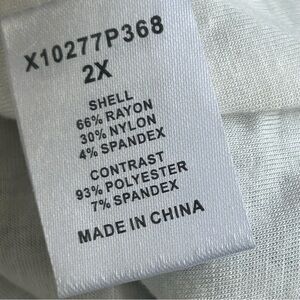 X10277P368
2X
SHELL
66% RAYON
30% NYLON
4% SPANDEX
CONTRAST
93% POLYESTER
7% SPANDEX
MADE IN CHINA